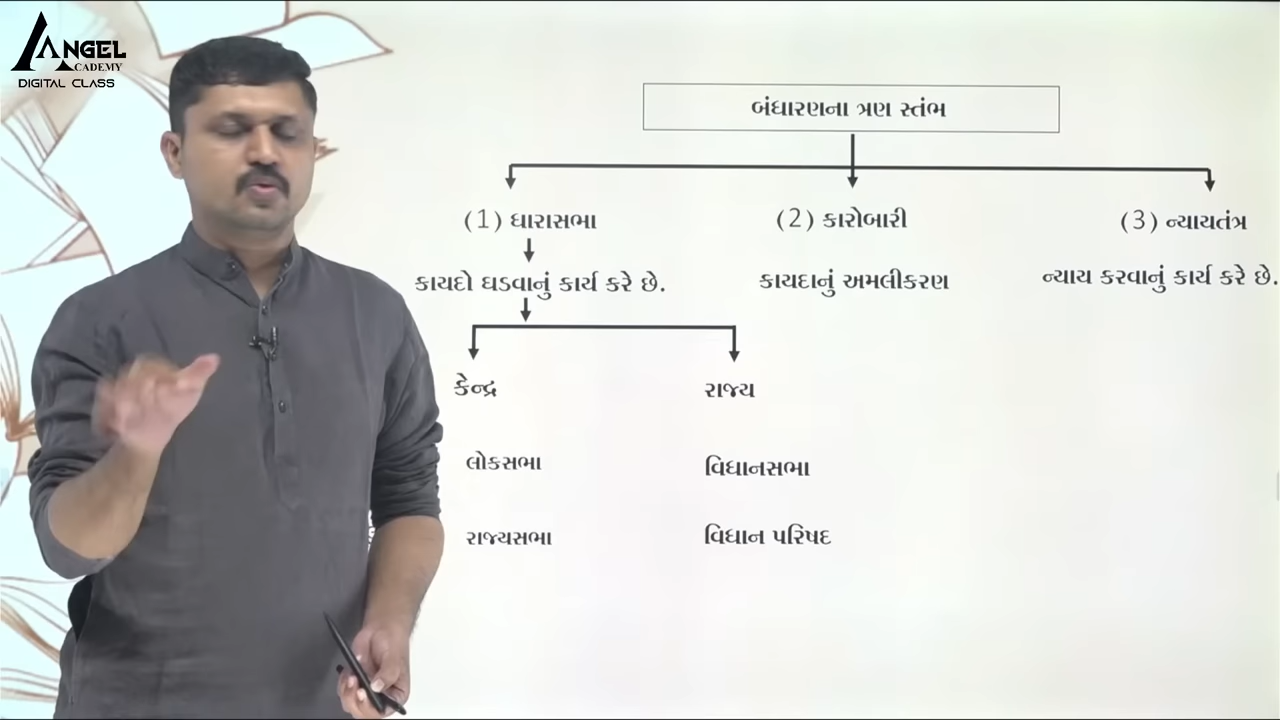 ANGEL
ACADEMY
DIGITAL CLASS
બંધારણના ત્રણ સ્તંભ
(1) ધારાસભા
(2) કારોબારી
(3) ન્યાયતંત્ર
કાયદો ઘડવાનું કાર્ય કરે છે.
કાયદાનું અમલીકરણ
ન્યાય કરવાનું કાર્ય કરે છે.
કેન્દ્ર
રાજ્ય
લોકસભા
વિધાનસભા
રાજ્યસભા
વિધાન પરિષદ